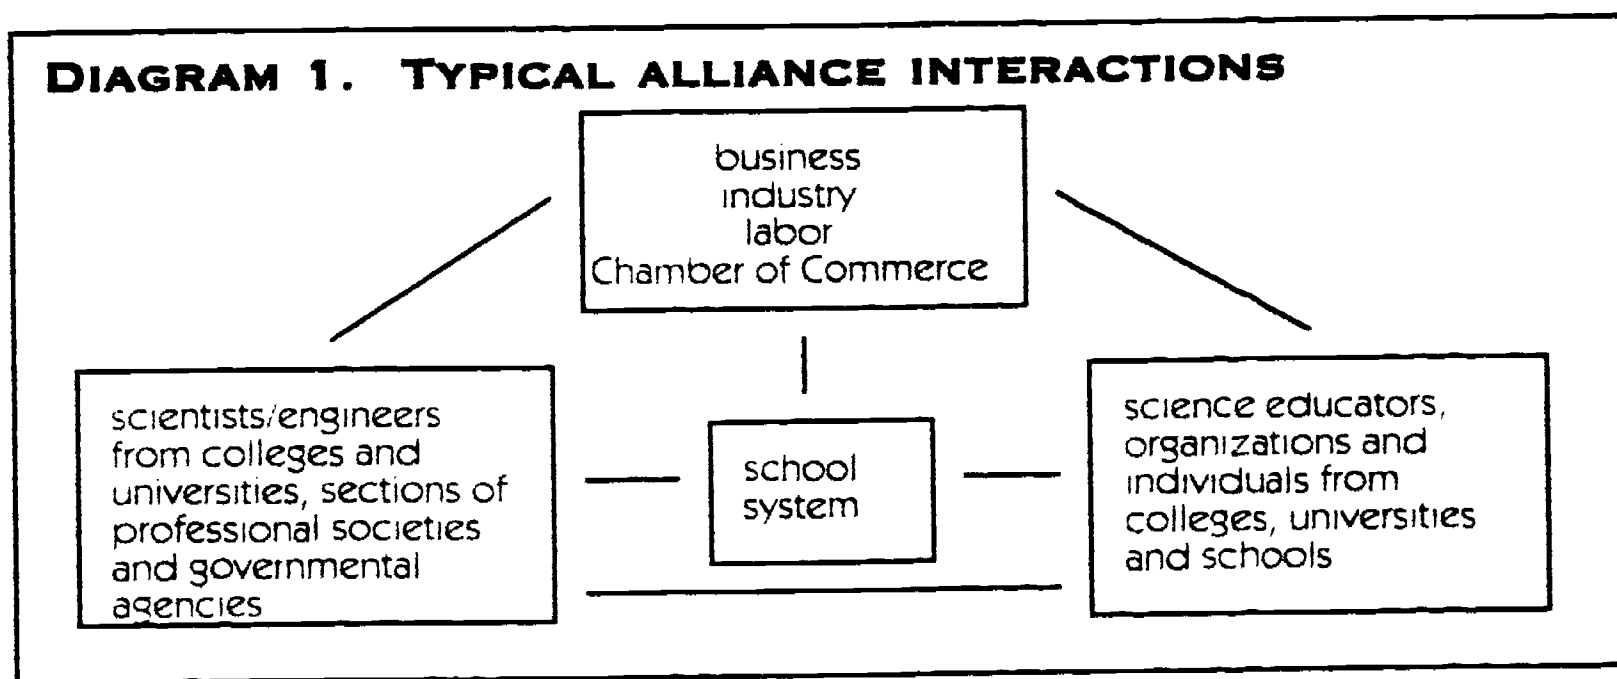 DIAGRAM 1. TYPICAL ALLIANCE INTERACTIONS
business
industry
labor
Chamber of Commerce
scientists/engineers
from colleges and
universities, sections of
professional societies
and governmental
agencies
school
system
science educators,
organizations and
individuals from
colleges, universities
and schools